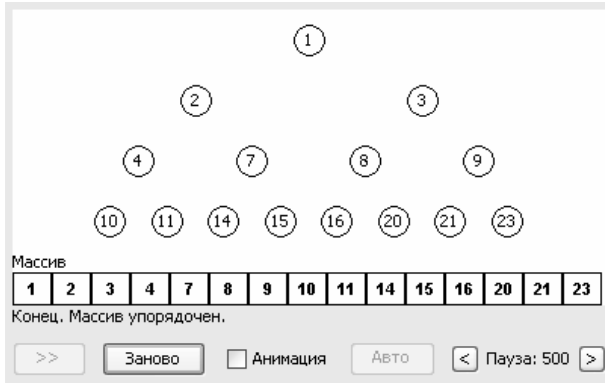 1
2 3
4 7 8 9
10 11 14 15 16 20 21 23
Массив
1 2 3 4 7 8 9 10 11 14 15 16 20 21 23
Конец. Массив упорядочен.
>> Заново Анимация Авто < Пауза: 500 >